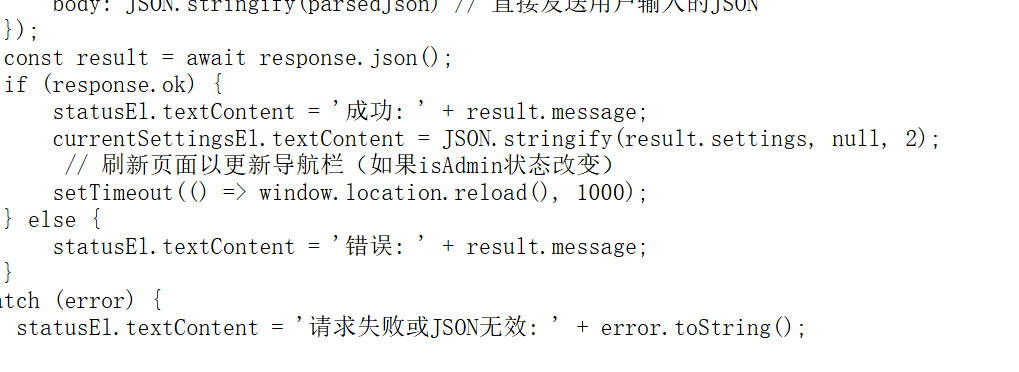 body: JSON.stringify(parsedJson) // 直接发送用户输入的JSON
});
const result = await response.json();
if (response.ok) {
statusEl.textContent = '成功: ' + result.message;
currentSettingsEl.textContent = JSON.stringify(result.settings, null, 2);
// 刷新页面以更新导航栏（如果isAdmin状态改变）
setTimeout(() => window.location.reload(), 1000);
} else {
statusEl.textContent = '错误: ' + result.message;
}
atch (error) {
statusEl.textContent = '请求失败或JSON无效: ' + error.toString();